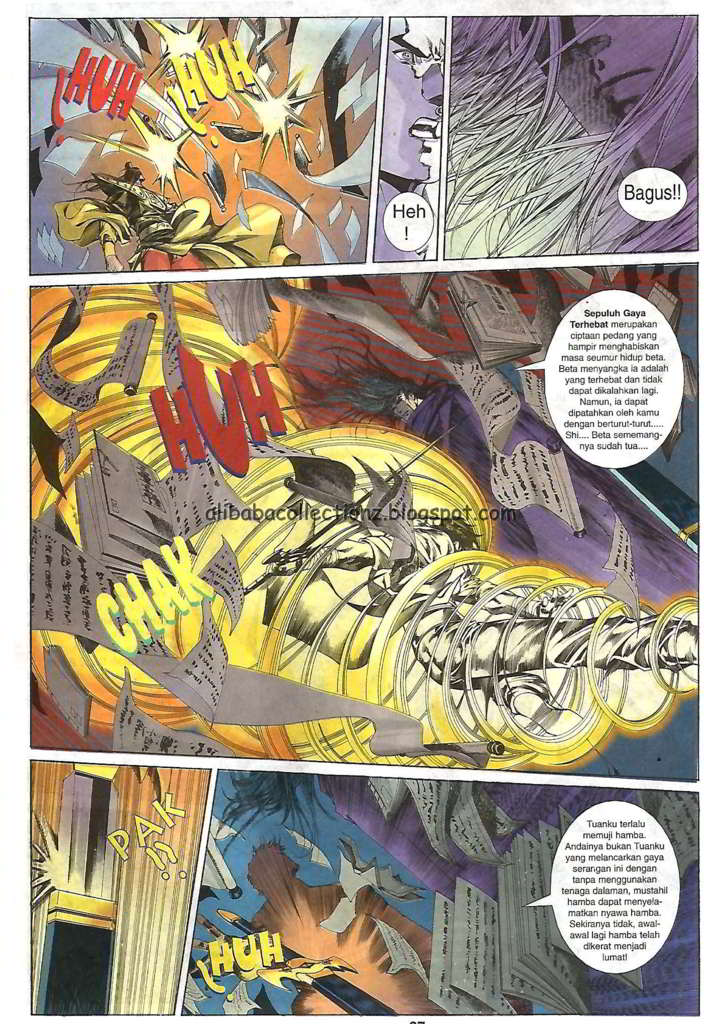 HUH
HUH
Heh
!
Bagus!!
Sepuluh Gaya
Terhebat merupakan
ciptaan pedang yang
hampir menghabiskan
masa seumur hidup beta.
Beta menyangka ia adalah
yang terhebat dan tidak
dapat dikalahkan lagi.
Namun, ia dapat
dipatahkan oleh kamu
dengan berturut-turut.....
Shi.... Beta sememang-
nya sudah tua....
HUH
alibabacollectionz.blogspot.com
CHAK
PAK
!!
HUH
Tuanku terlalu
memuji hamba.
Andainya bukan Tuanku
yang melancarkan gaya
serangan ini dengan
tanpa menggunakan
tenaga dalaman, mustahil
hamba dapat menyela-
matkan nyawa hamba.
Sekiranya tidak, awal-
awal lagi hamba telah
dikerat menjadi
lumat!